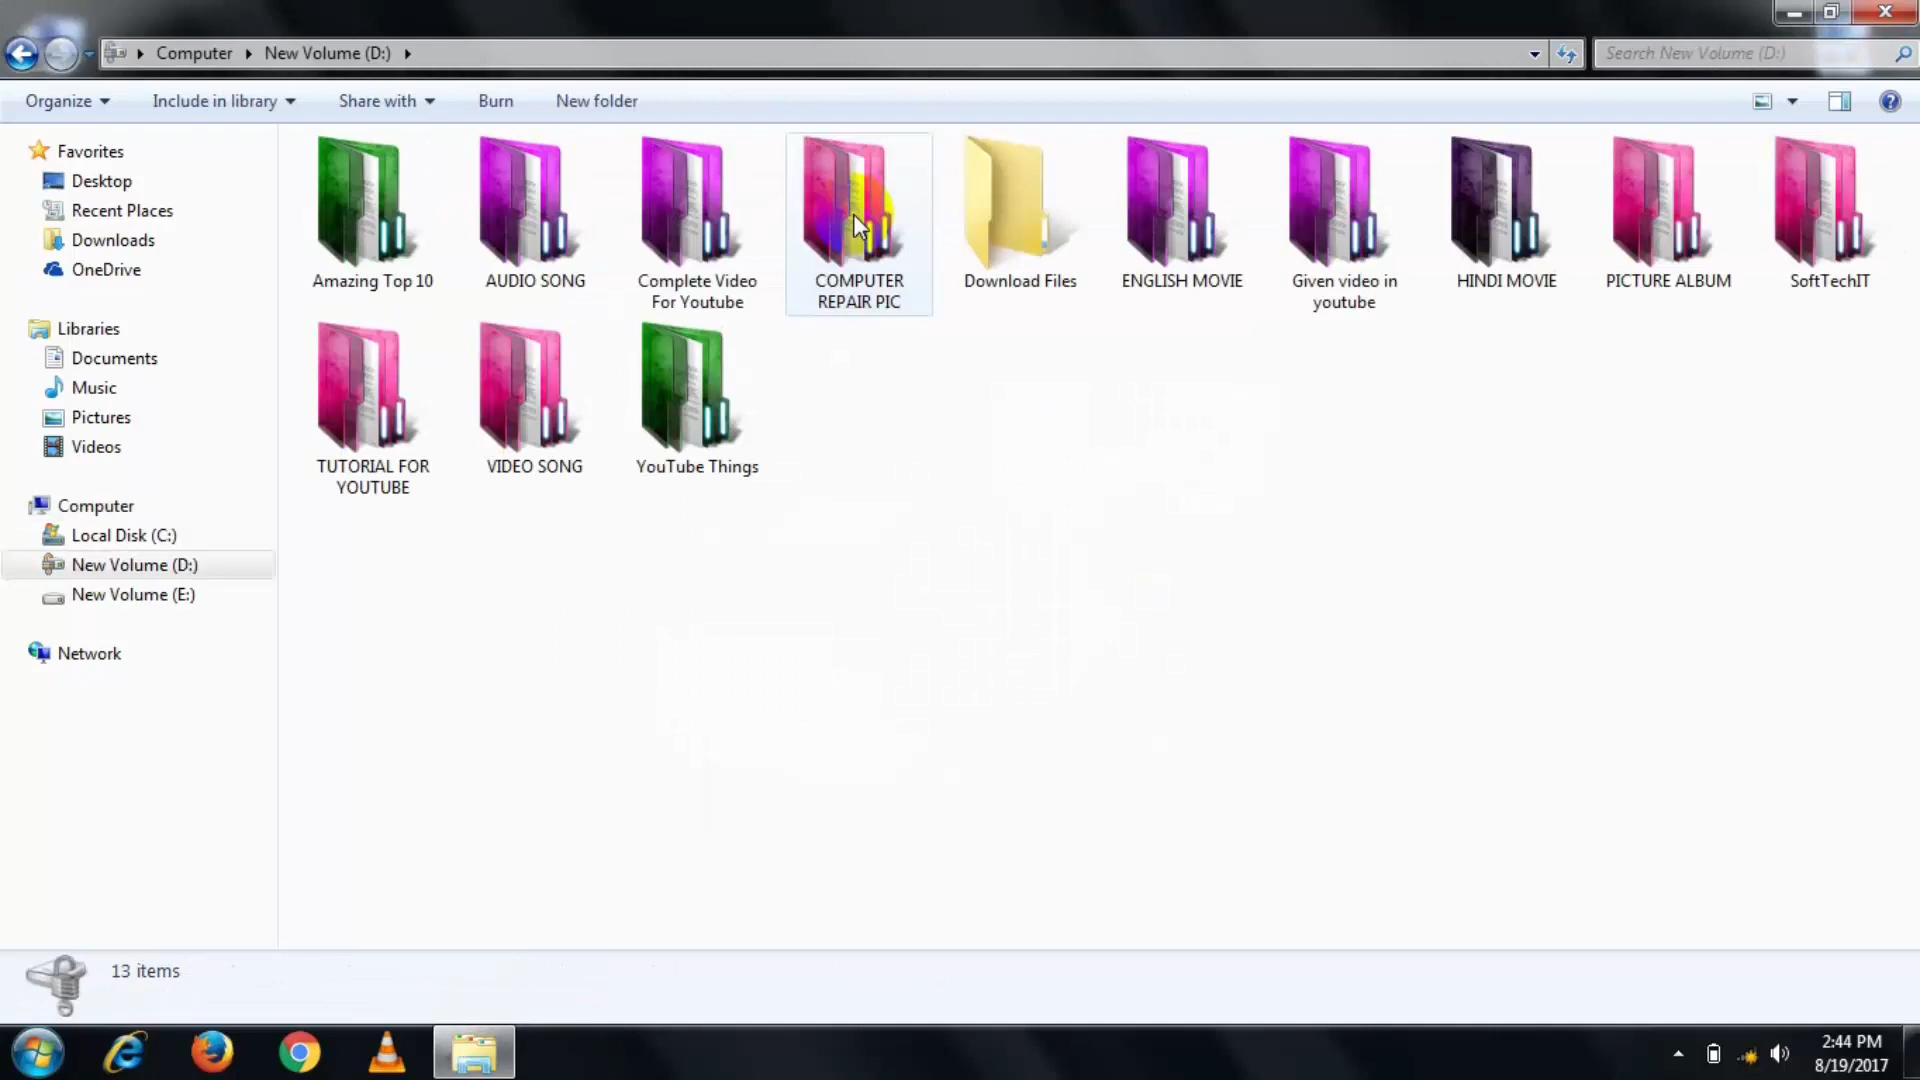 Computer New Volume (D:)
Search New Volume (D:)
Organize Include in library Share with Burn New folder
Favorites
Desktop
Recent Places
Downloads
OneDrive
Libraries
Documents
Music
Pictures
Videos
Computer
Local Disk (C:)
New Volume (D:)
New Volume (E:)
Network
Amazing Top 10
AUDIO SONG
Complete Video
For Youtube
COMPUTER
REPAIR PIC
Download Files
ENGLISH MOVIE
Given video in
youtube
HINDI MOVIE
PICTURE ALBUM
SoftTechIT
TUTORIAL FOR
YOUTUBE
VIDEO SONG
YouTube Things
13 items
2:44 PM
8/19/2017